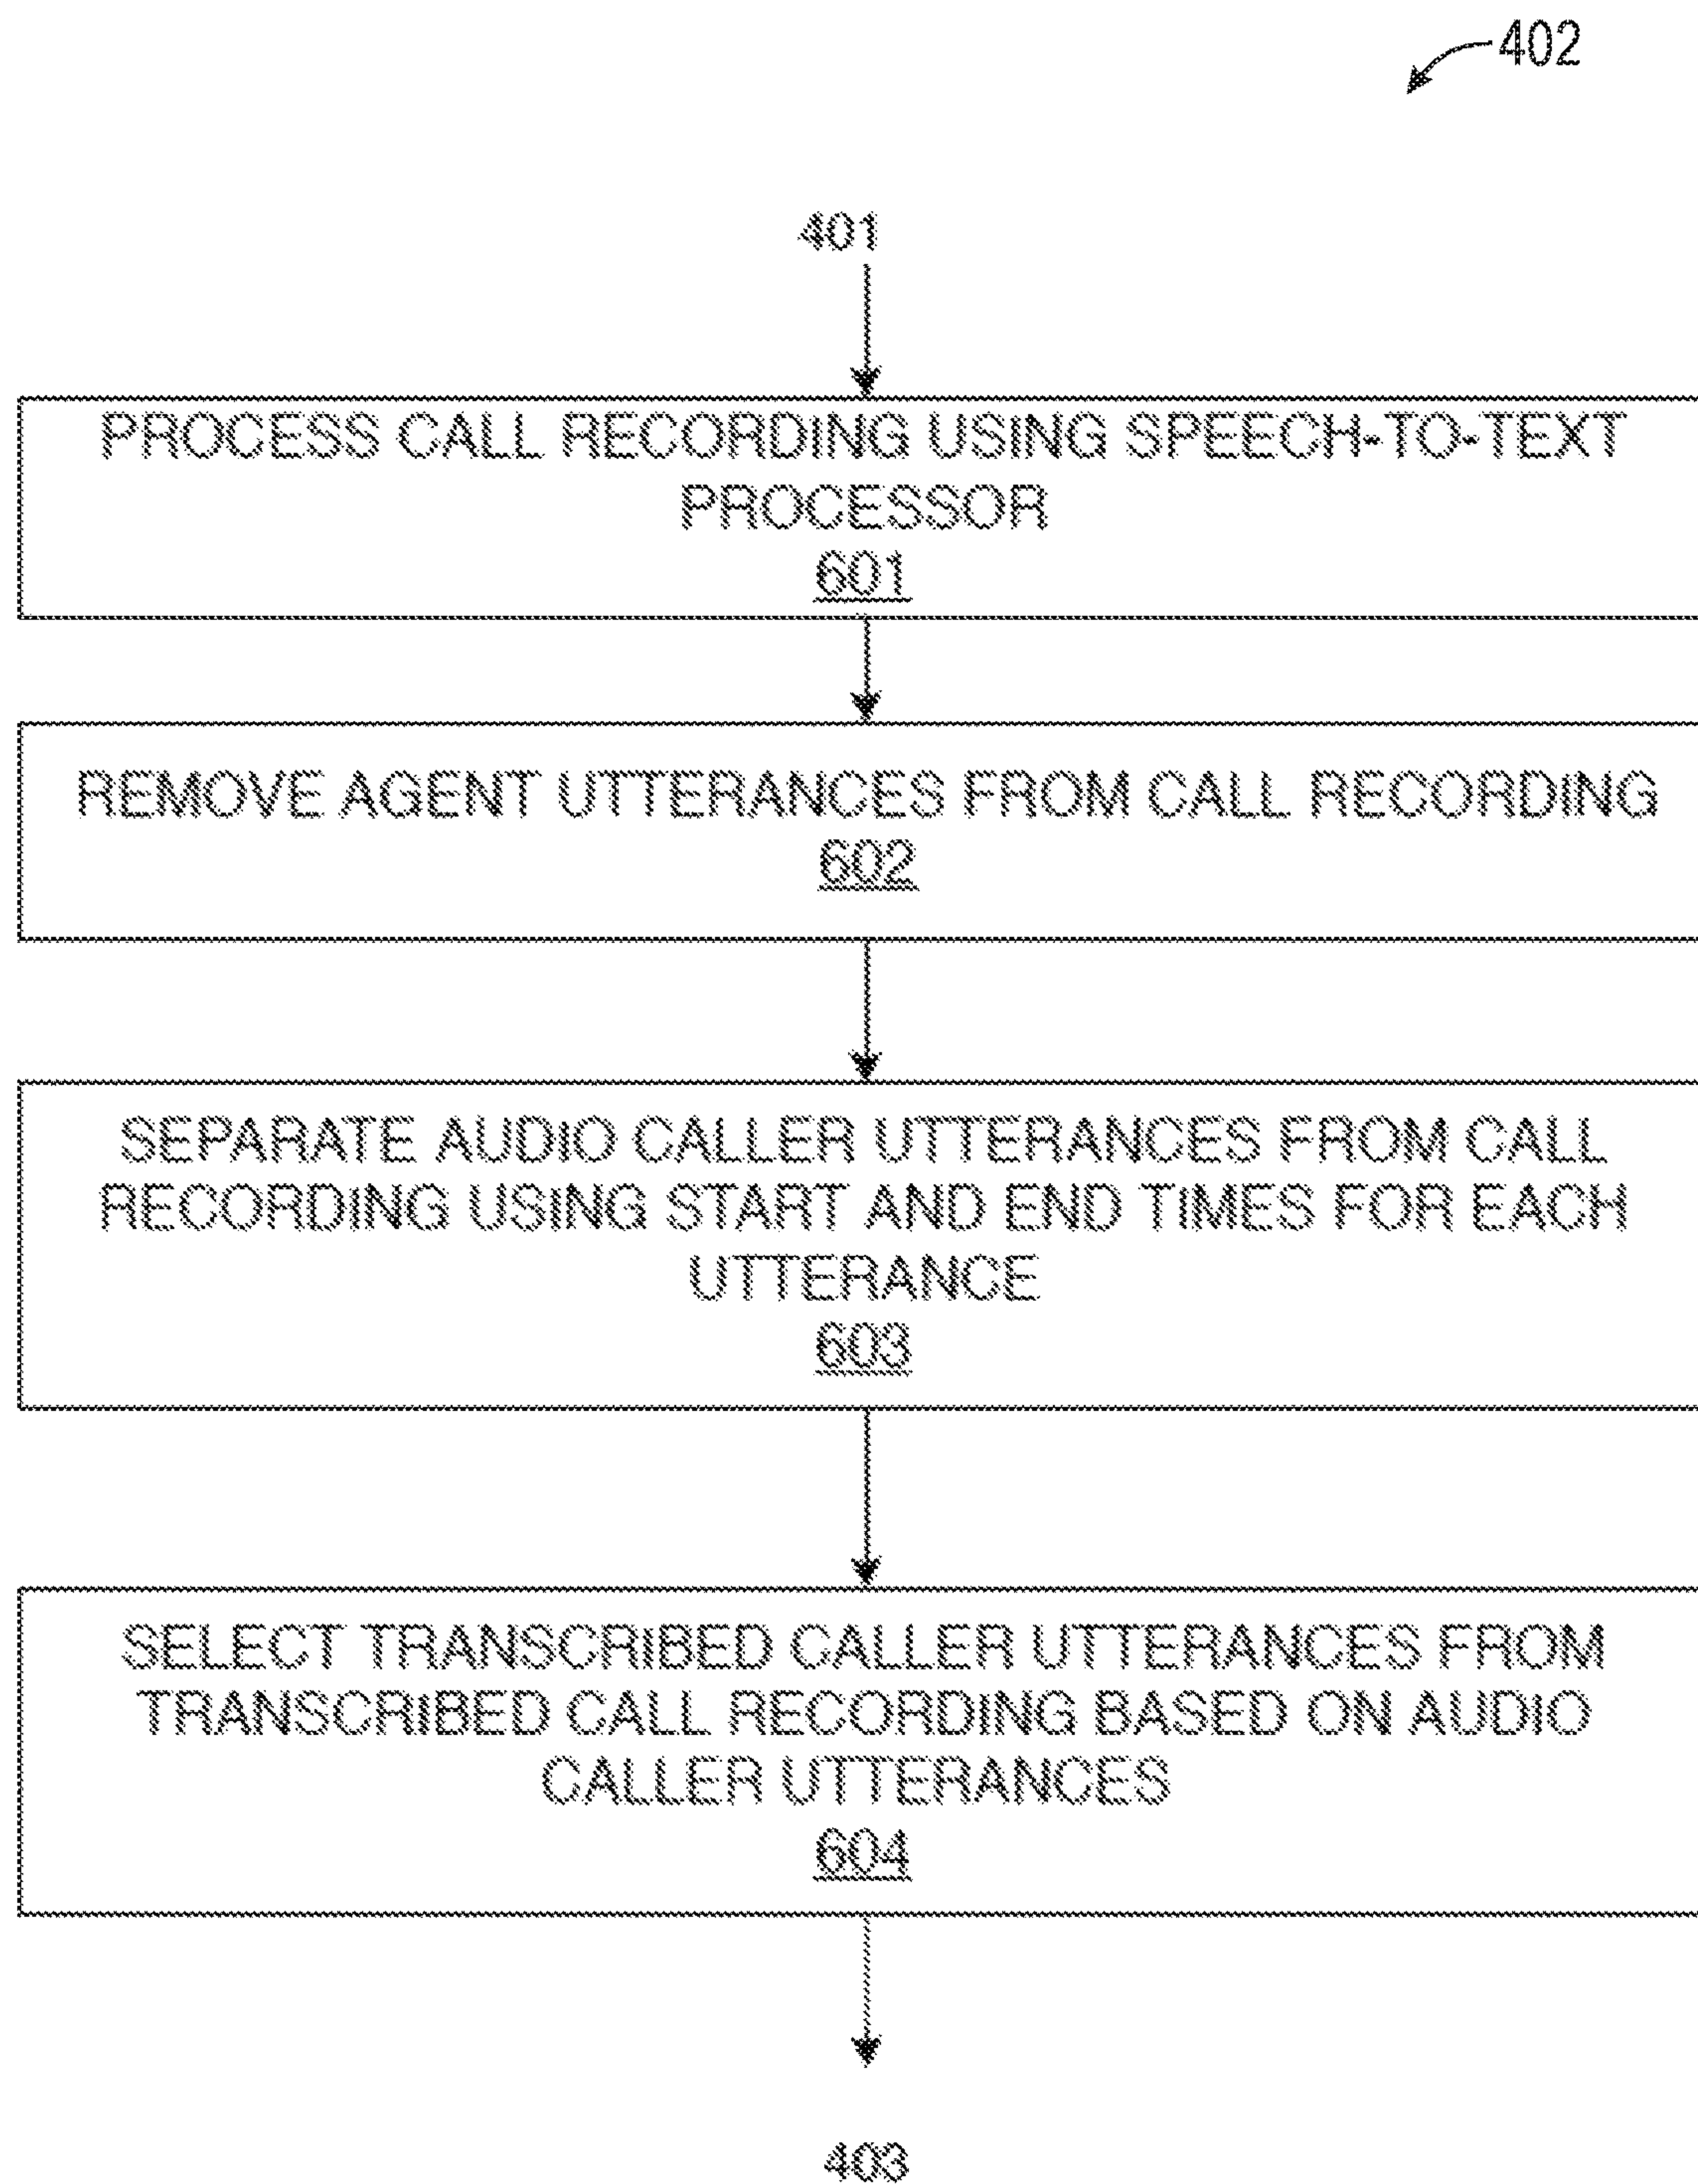 402
401
PROCESS CALL RECORDING USING SPEECH-TO-TEXT
PROCESSOR
601
REMOVE AGENT UTTERANCES FROM CALL RECORDING
602
SEPARATE AUDIO CALLER UTTERANCES FROM CALL
RECORDING USING START AND END TIMES FOR EACH
UTTERANCE
603
SELECT TRANSCRIBED CALLER UTTERANCES FROM
TRANSCRIBED CALL RECORDING BASED ON AUDIO
CALLER UTTERANCES
604
403